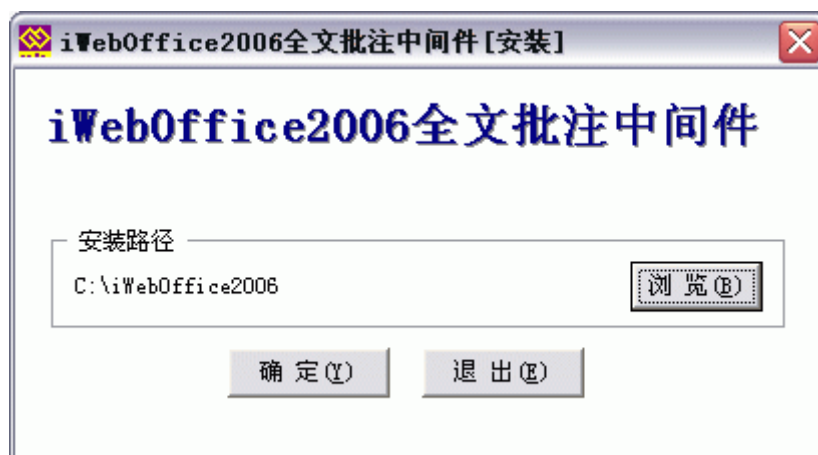 iWebOffice2006全文批注中间件[安装]
iWebOffice2006全文批注中间件
安装路径
C:\iWebOffice2006
浏 览(B)
确 定(Y) 退 出(E)